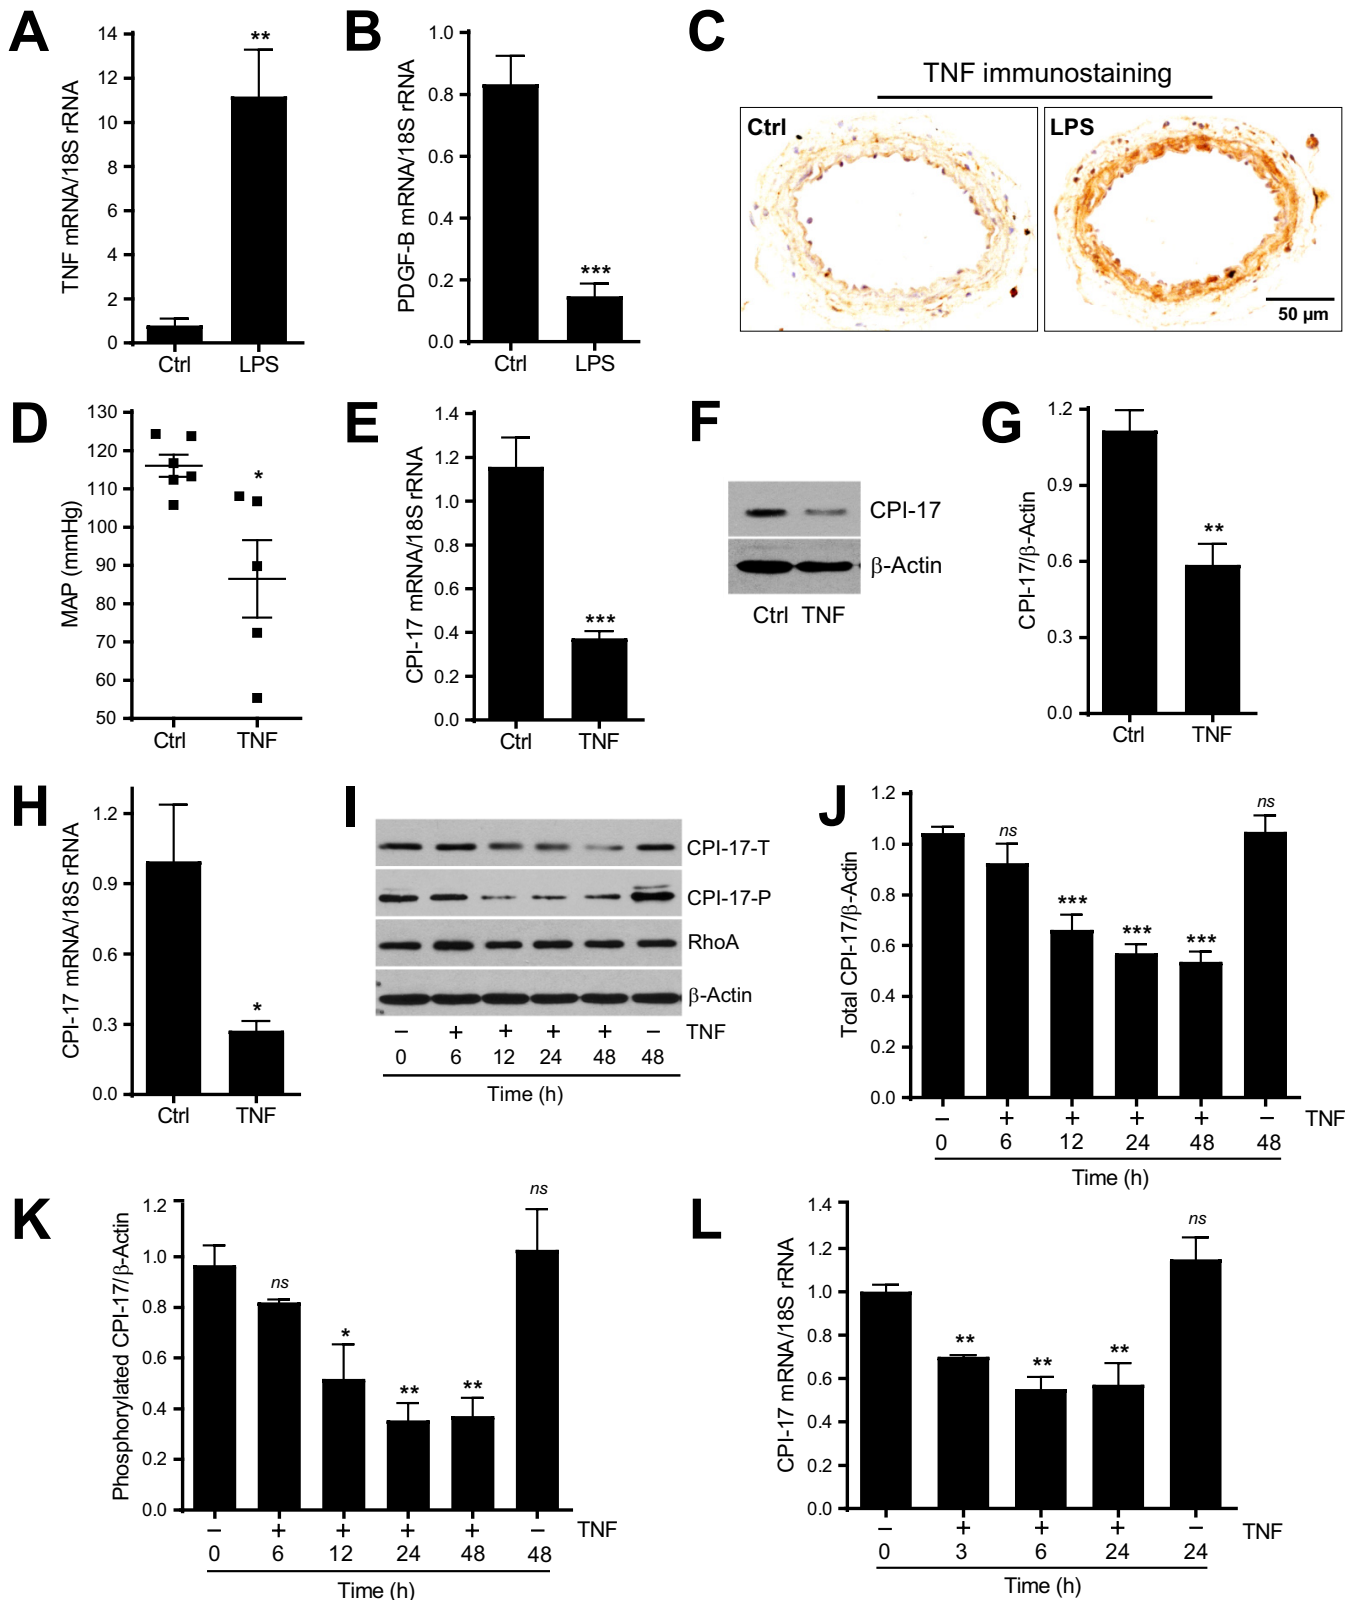 A
TNF mRNA/18S rRNA
14
12
10
8
6
4
2
0
**
Ctrl LPS
B
PDGF-B mRNA/18S rRNA
1.0
0.8
0.6
0.4
0.2
0.0
***
Ctrl LPS
C
TNF immunostaining
Ctrl
LPS
50 µm
D
MAP (mmHg)
130
120
110
100
90
80
70
60
50
*
Ctrl TNF
E
CPI-17 mRNA/18S rRNA
1.4
1.2
1.0
0.8
0.6
0.4
0.2
0.0
***
Ctrl TNF
F
CPI-17
β-Actin
Ctrl TNF
G
CPI-17/β-Actin
1.2
0.9
0.6
0.3
0.0
**
Ctrl TNF
H
CPI-17 mRNA/18S rRNA
1.2
0.9
0.6
0.3
0.0
*
Ctrl TNF
I
CPI-17-T
CPI-17-P
RhoA
β-Actin
– + + + + – TNF
0 6 12 24 48 48
Time (h)
J
Total CPI-17/β-Actin
1.2
1.0
0.8
0.6
0.4
0.2
0.0
ns *** *** *** ns
– + + + + – TNF
0 6 12 24 48 48
Time (h)
K
Phosphorylated CPI-17/β-Actin
1.2
1.0
0.8
0.6
0.4
0.2
0.0
ns * ** ** ns
– + + + + – TNF
0 6 12 24 48 48
Time (h)
L
CPI-17 mRNA/18S rRNA
1.4
1.2
1.0
0.8
0.6
0.4
0.2
0.0
** ** ** ns
– + + + – TNF
0 3 6 24 24
Time (h)